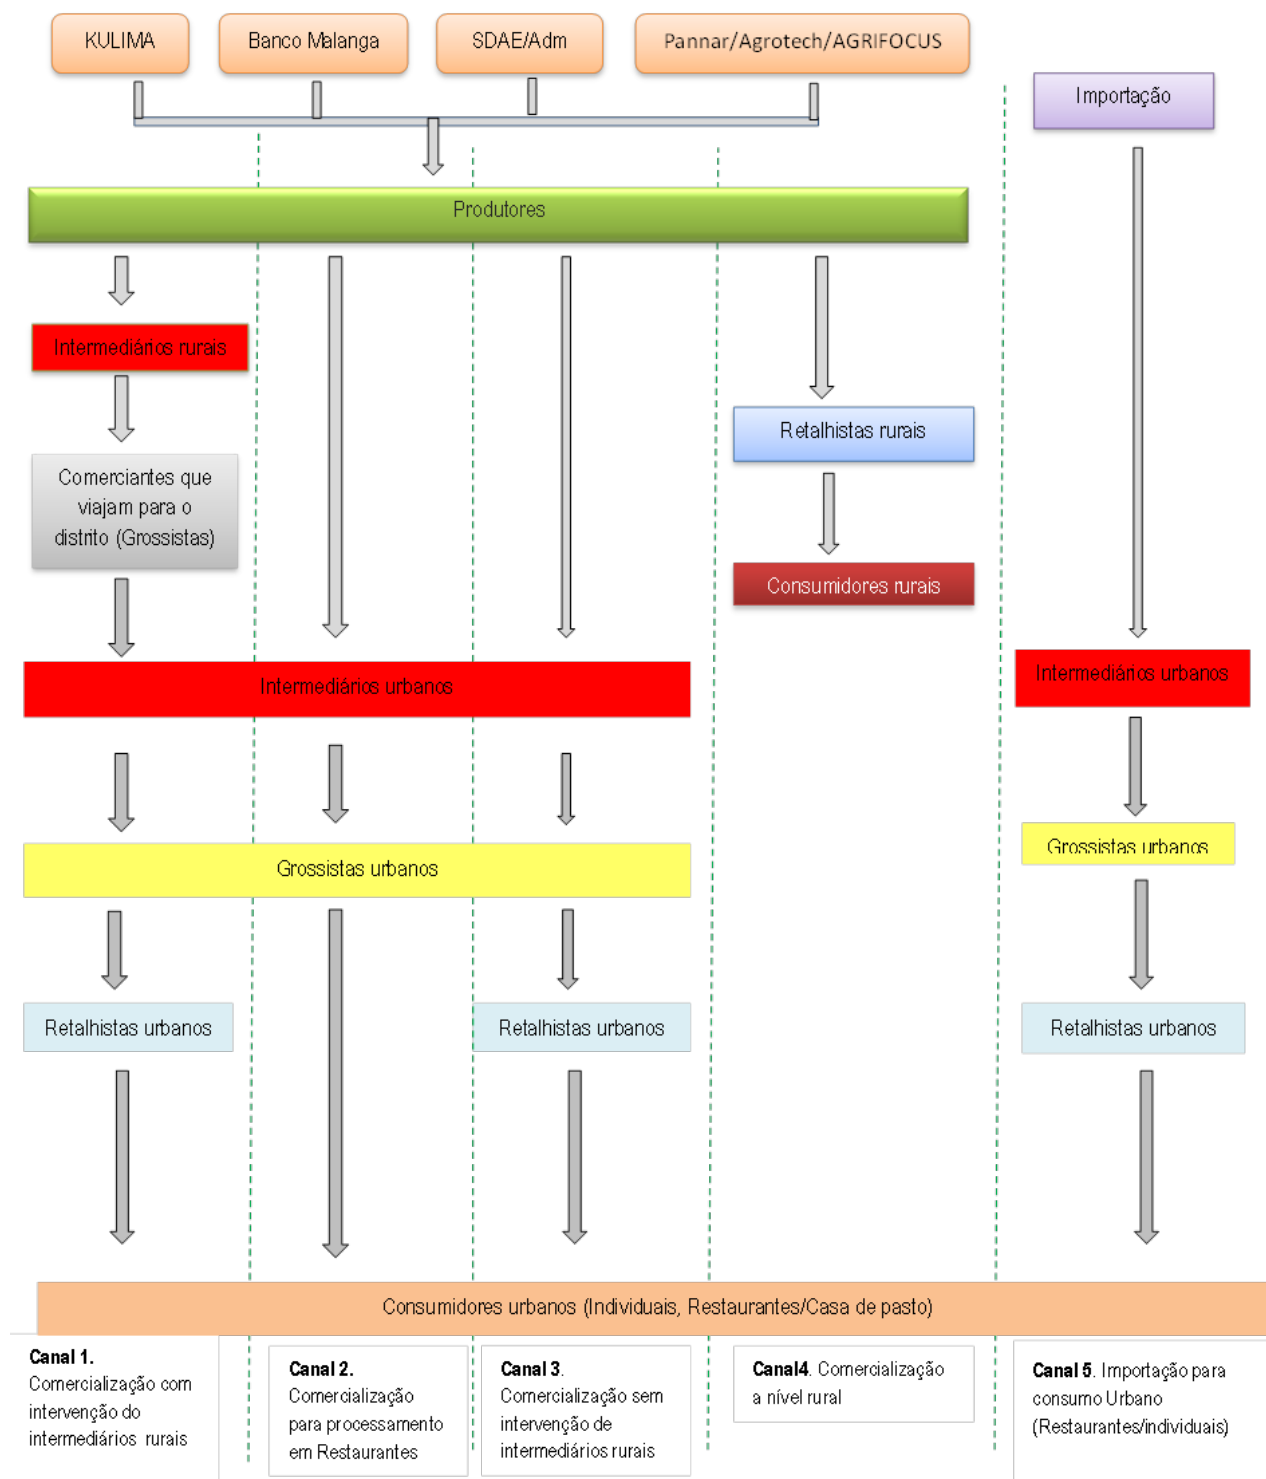 KULIMA
Banco Malanga
SDAE/Adm
Pannar/Agrotech/AGRIFOCUS
Importação
Produtores
Intermediários rurais
Retalhistas rurais
Comerciantes que
viajam para o
distrito (Grossistas)
Consumidores rurais
Intermediários urbanos
Intermediários urbanos
Grossistas urbanos
Grossistas urbanos
Retalhistas urbanos
Retalhistas urbanos
Retalhistas urbanos
Consumidores urbanos (Individuais, Restaurantes/Casa de pasto)
Canal 1.
Comercialização com
intervenção do
intermediários rurais
Canal 2.
Comercialização
para processamento
em Restaurantes
Canal 3.
Comercialização sem
intervenção de
intermediários rurais
Canal4. Comercialização
a nível rural
Canal 5. Importação para
consumo Urbano
(Restaurantes/individuais)